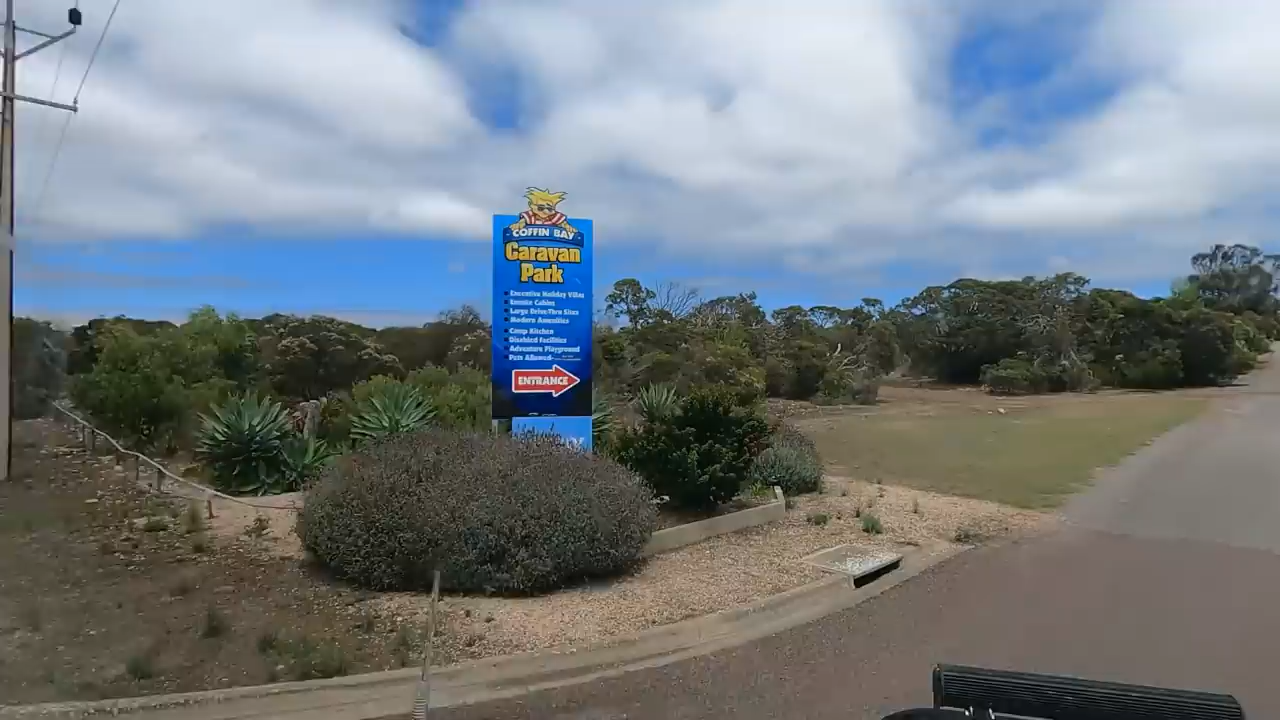 COFFIN BAY
Caravan
Park
Executive Holiday Villas
Ensuite Cabins
Large Drive-Thru Sites
Modern Amenities
Camp Kitchen
Disabled Facilities
Adventure Playground
Pets Allowed
ENTRANCE